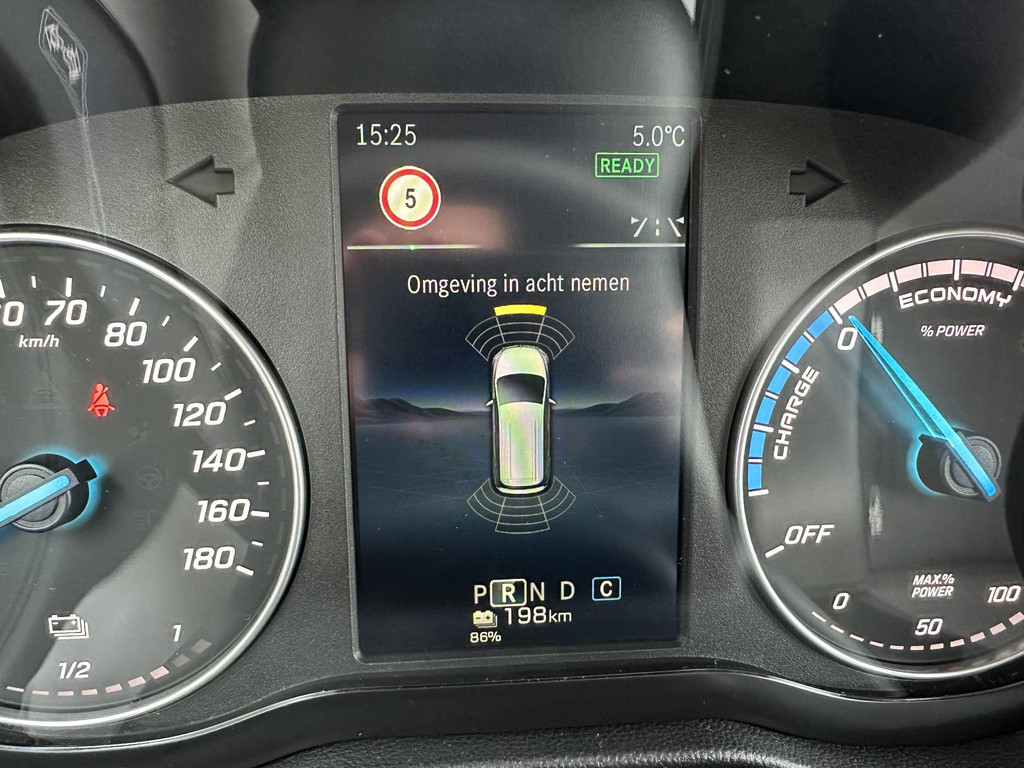 15:25
5.0°C
READY
5
Omgeving in acht nemen
P R N D C
198km
86%
70
80
km/h
100
120
140
160
180
1
1/2
ECONOMY
% POWER
0
CHARGE
OFF
MAX.%
POWER
0
50
100